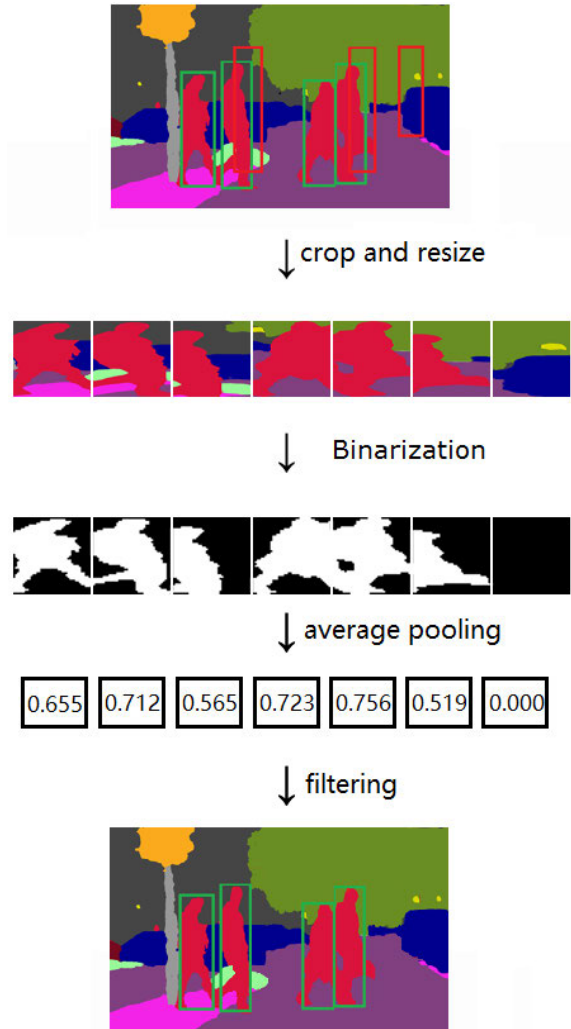 crop and resize
Binarization
average pooling
0.655 0.712 0.565 0.723 0.756 0.519 0.000
filtering